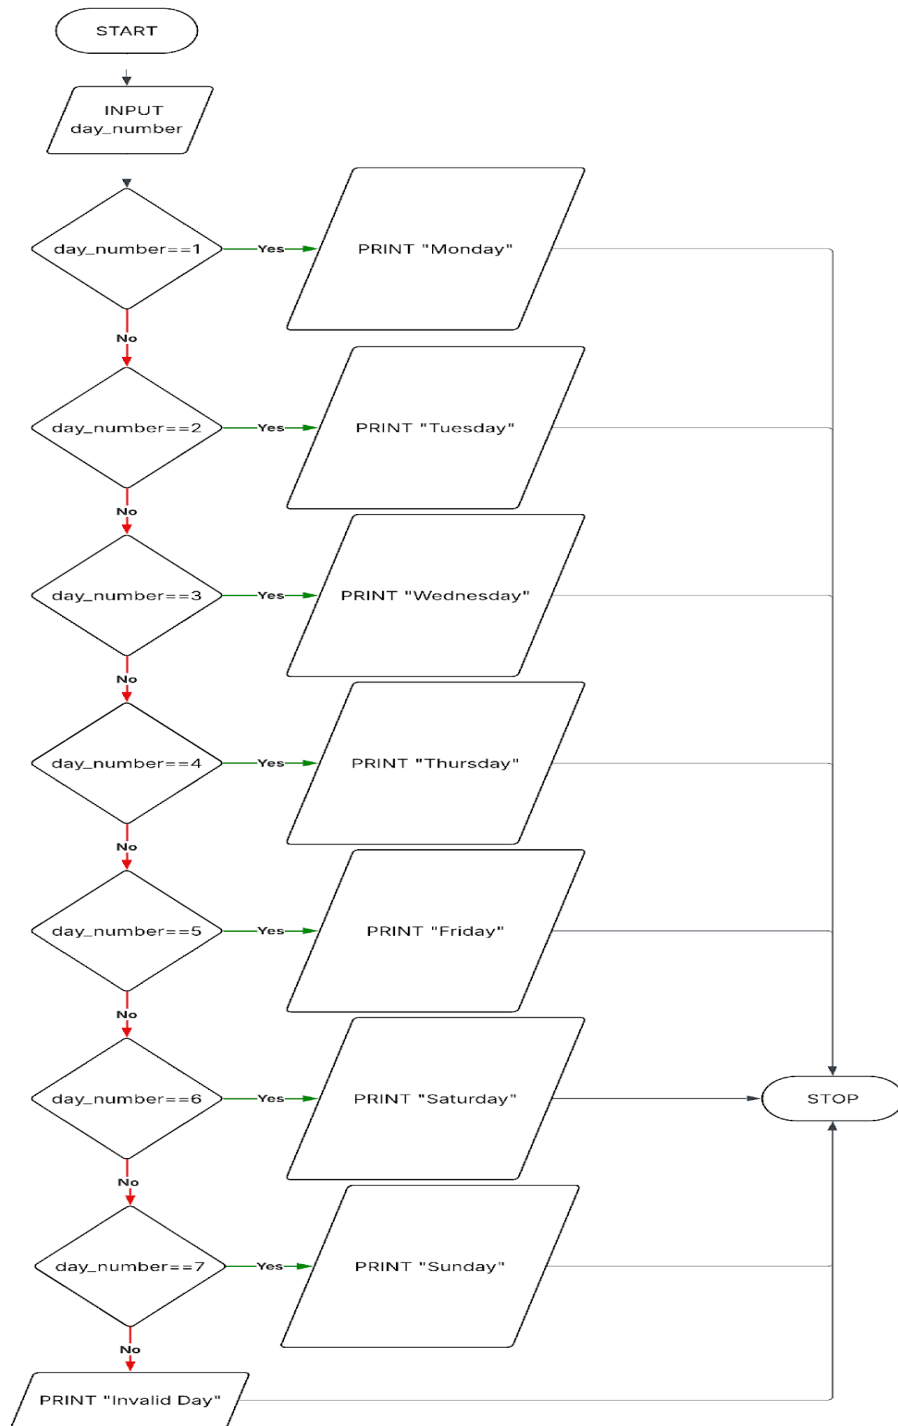 START
INPUT
day_number
day_number==1
Yes
PRINT "Monday"
No
day_number==2
Yes
PRINT "Tuesday"
No
day_number==3
Yes
PRINT "Wednesday"
No
day_number==4
Yes
PRINT "Thursday"
No
day_number==5
Yes
PRINT "Friday"
No
day_number==6
Yes
PRINT "Saturday"
STOP
No
day_number==7
Yes
PRINT "Sunday"
No
PRINT "Invalid Day"